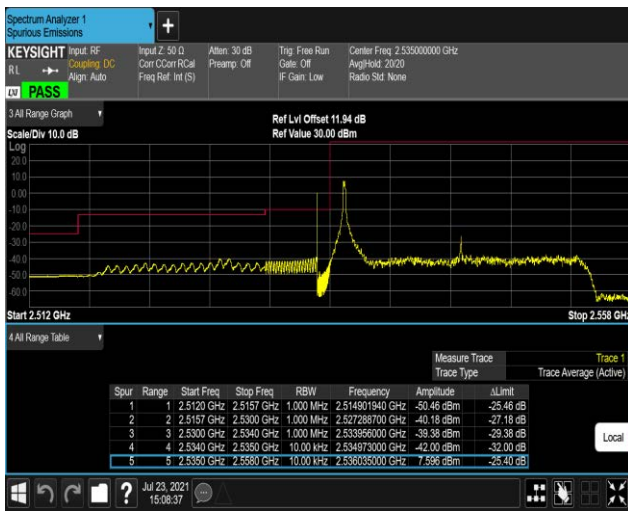 Spectrum Analyzer 1
Spurious Emissions
+
KEYSIGHT Input: RF Input Z: 50 Ω Atten: 30 dB Trig: Free Run Center Freq: 2.535000000 GHz
RL Coupling: DC Corr CCorr RCal Preamp: Off Gate: Off Avg|Hold: 20/20
Align: Auto Freq Ref: Int (S) IF Gain: Low Radio Std: None
LXI PASS
3 All Range Graph
Ref Lvl Offset 11.94 dB
Scale/Div 10.0 dB Ref Value 30.00 dBm
Log
20.0
10.0
0.00
-10.0
-20.0
-30.0
-40.0
-50.0
-60.0
Start 2.512 GHz Stop 2.558 GHz
4 All Range Table
Measure Trace Trace 1
Trace Type Trace Average (Active)
Spur Range Start Freq Stop Freq RBW Frequency Amplitude ΔLimit
1 1 2.5120 GHz 2.5157 GHz 1.000 MHz 2.514901940 GHz -50.46 dBm -25.46 dB
2 2 2.5157 GHz 2.5300 GHz 1.000 MHz 2.527288700 GHz -40.18 dBm -27.18 dB
3 3 2.5300 GHz 2.5340 GHz 1.000 MHz 2.533956000 GHz -39.38 dBm -29.38 dB
4 4 2.5340 GHz 2.5350 GHz 10.00 kHz 2.534973000 GHz -42.00 dBm -32.00 dB
5 5 2.5350 GHz 2.5580 GHz 10.00 kHz 2.536035000 GHz 7.596 dBm -25.40 dB
Local
? Jul 23, 2021
15:08:37